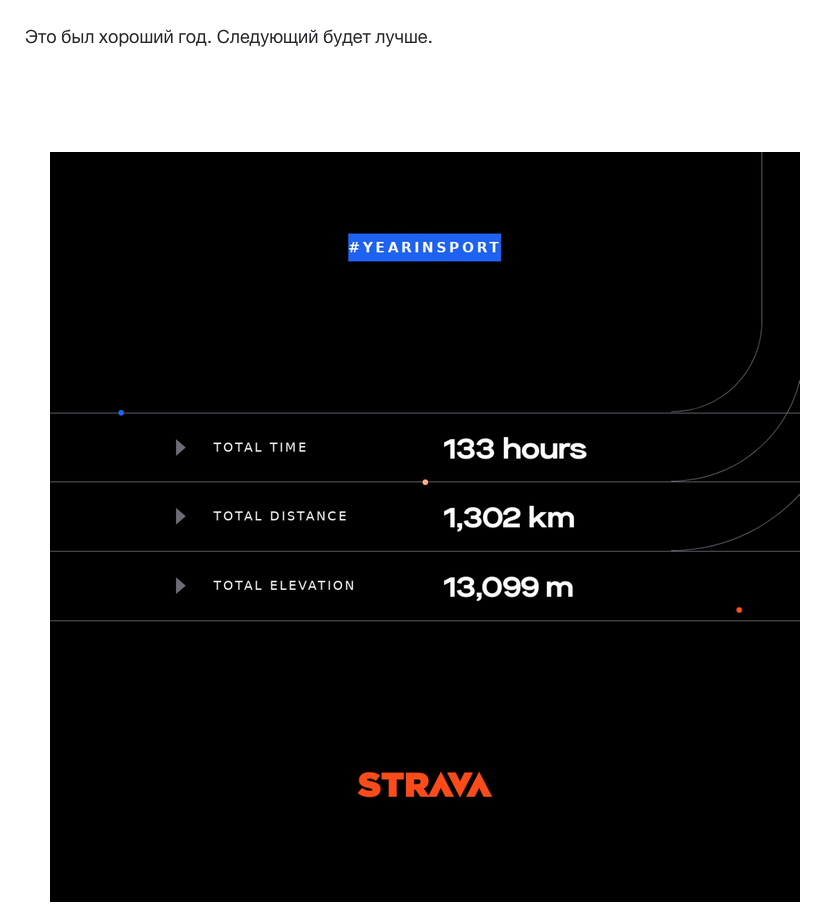 Это был хороший год. Следующий будет лучше.
#YEARINSPORT
TOTAL TIME 133 hours
TOTAL DISTANCE 1,302 km
TOTAL ELEVATION 13,099 m
STRAVA